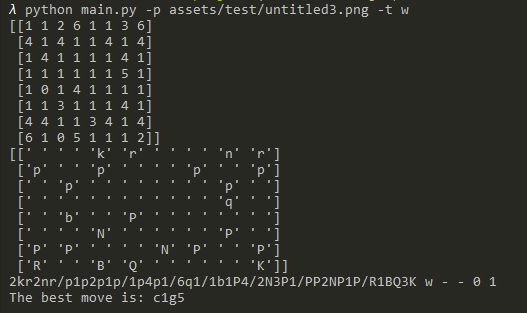 λ python main.py -p assets/test/untitled3.png -t w
[[1 1 2 6 1 1 3 6]
[4 1 4 1 1 4 1 4]
[1 4 1 1 1 1 4 1]
[1 1 1 1 1 1 5 1]
[1 0 1 4 1 1 1 1]
[1 1 3 1 1 1 4 1]
[4 4 1 1 3 4 1 4]
[6 1 0 5 1 1 1 2]]
[[' ' ' ' 'k' 'r' ' ' ' ' 'n' 'r']
['p' ' ' 'p' ' ' ' ' 'p' ' ' 'p']
[' ' 'p' ' ' ' ' ' ' ' ' 'p' ' ']
[' ' ' ' ' ' ' ' ' ' ' ' 'q' ' ']
[' ' 'b' ' ' 'P' ' ' ' ' ' ' ' ']
[' ' ' ' 'N' ' ' ' ' ' ' 'P' ' ']
['P' 'P' ' ' ' ' 'N' 'P' ' ' 'P']
['R' ' ' 'B' 'Q' ' ' ' ' ' ' 'K']]
2kr2nr/p1p2p1p/1p4p1/6q1/1b1P4/2N3P1/PP2NP1P/R1BQ3K w - - 0 1
The best move is: c1g5